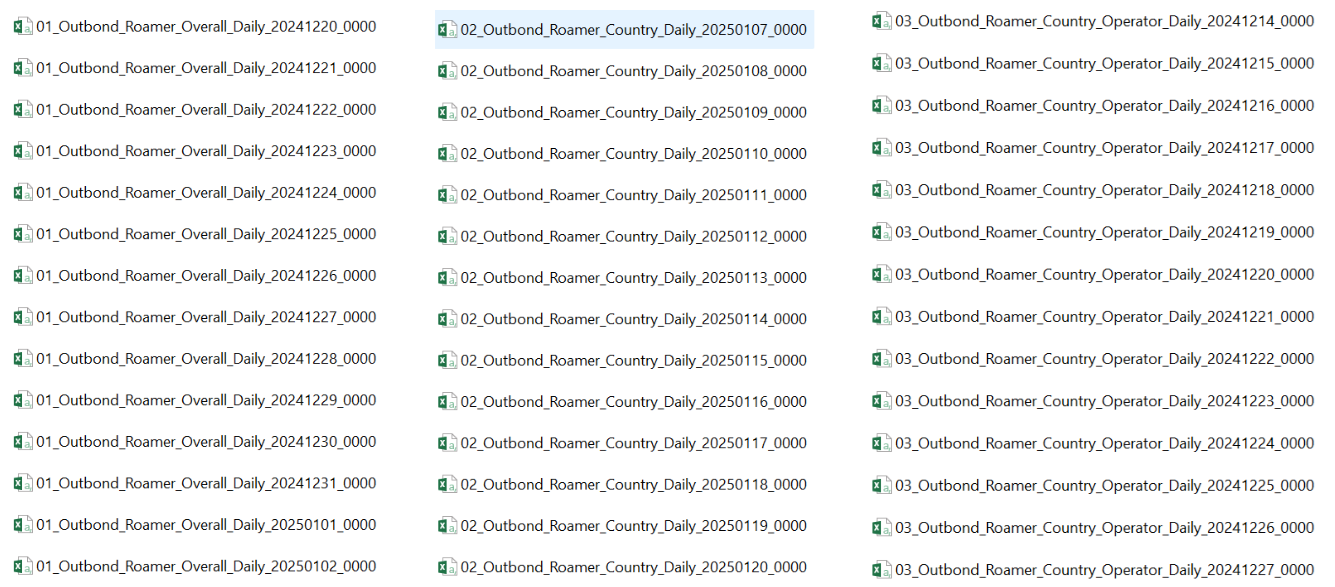 01_Outbond_Roamer_Overall_Daily_20241220_0000
01_Outbond_Roamer_Overall_Daily_20241221_0000
01_Outbond_Roamer_Overall_Daily_20241222_0000
01_Outbond_Roamer_Overall_Daily_20241223_0000
01_Outbond_Roamer_Overall_Daily_20241224_0000
01_Outbond_Roamer_Overall_Daily_20241225_0000
01_Outbond_Roamer_Overall_Daily_20241226_0000
01_Outbond_Roamer_Overall_Daily_20241227_0000
01_Outbond_Roamer_Overall_Daily_20241228_0000
01_Outbond_Roamer_Overall_Daily_20241229_0000
01_Outbond_Roamer_Overall_Daily_20241230_0000
01_Outbond_Roamer_Overall_Daily_20241231_0000
01_Outbond_Roamer_Overall_Daily_20250101_0000
01_Outbond_Roamer_Overall_Daily_20250102_0000
02_Outbond_Roamer_Country_Daily_20250107_0000
02_Outbond_Roamer_Country_Daily_20250108_0000
02_Outbond_Roamer_Country_Daily_20250109_0000
02_Outbond_Roamer_Country_Daily_20250110_0000
02_Outbond_Roamer_Country_Daily_20250111_0000
02_Outbond_Roamer_Country_Daily_20250112_0000
02_Outbond_Roamer_Country_Daily_20250113_0000
02_Outbond_Roamer_Country_Daily_20250114_0000
02_Outbond_Roamer_Country_Daily_20250115_0000
02_Outbond_Roamer_Country_Daily_20250116_0000
02_Outbond_Roamer_Country_Daily_20250117_0000
02_Outbond_Roamer_Country_Daily_20250118_0000
02_Outbond_Roamer_Country_Daily_20250119_0000
02_Outbond_Roamer_Country_Daily_20250120_0000
03_Outbond_Roamer_Country_Operator_Daily_20241214_0000
03_Outbond_Roamer_Country_Operator_Daily_20241215_0000
03_Outbond_Roamer_Country_Operator_Daily_20241216_0000
03_Outbond_Roamer_Country_Operator_Daily_20241217_0000
03_Outbond_Roamer_Country_Operator_Daily_20241218_0000
03_Outbond_Roamer_Country_Operator_Daily_20241219_0000
03_Outbond_Roamer_Country_Operator_Daily_20241220_0000
03_Outbond_Roamer_Country_Operator_Daily_20241221_0000
03_Outbond_Roamer_Country_Operator_Daily_20241222_0000
03_Outbond_Roamer_Country_Operator_Daily_20241223_0000
03_Outbond_Roamer_Country_Operator_Daily_20241224_0000
03_Outbond_Roamer_Country_Operator_Daily_20241225_0000
03_Outbond_Roamer_Country_Operator_Daily_20241226_0000
03_Outbond_Roamer_Country_Operator_Daily_20241227_0000